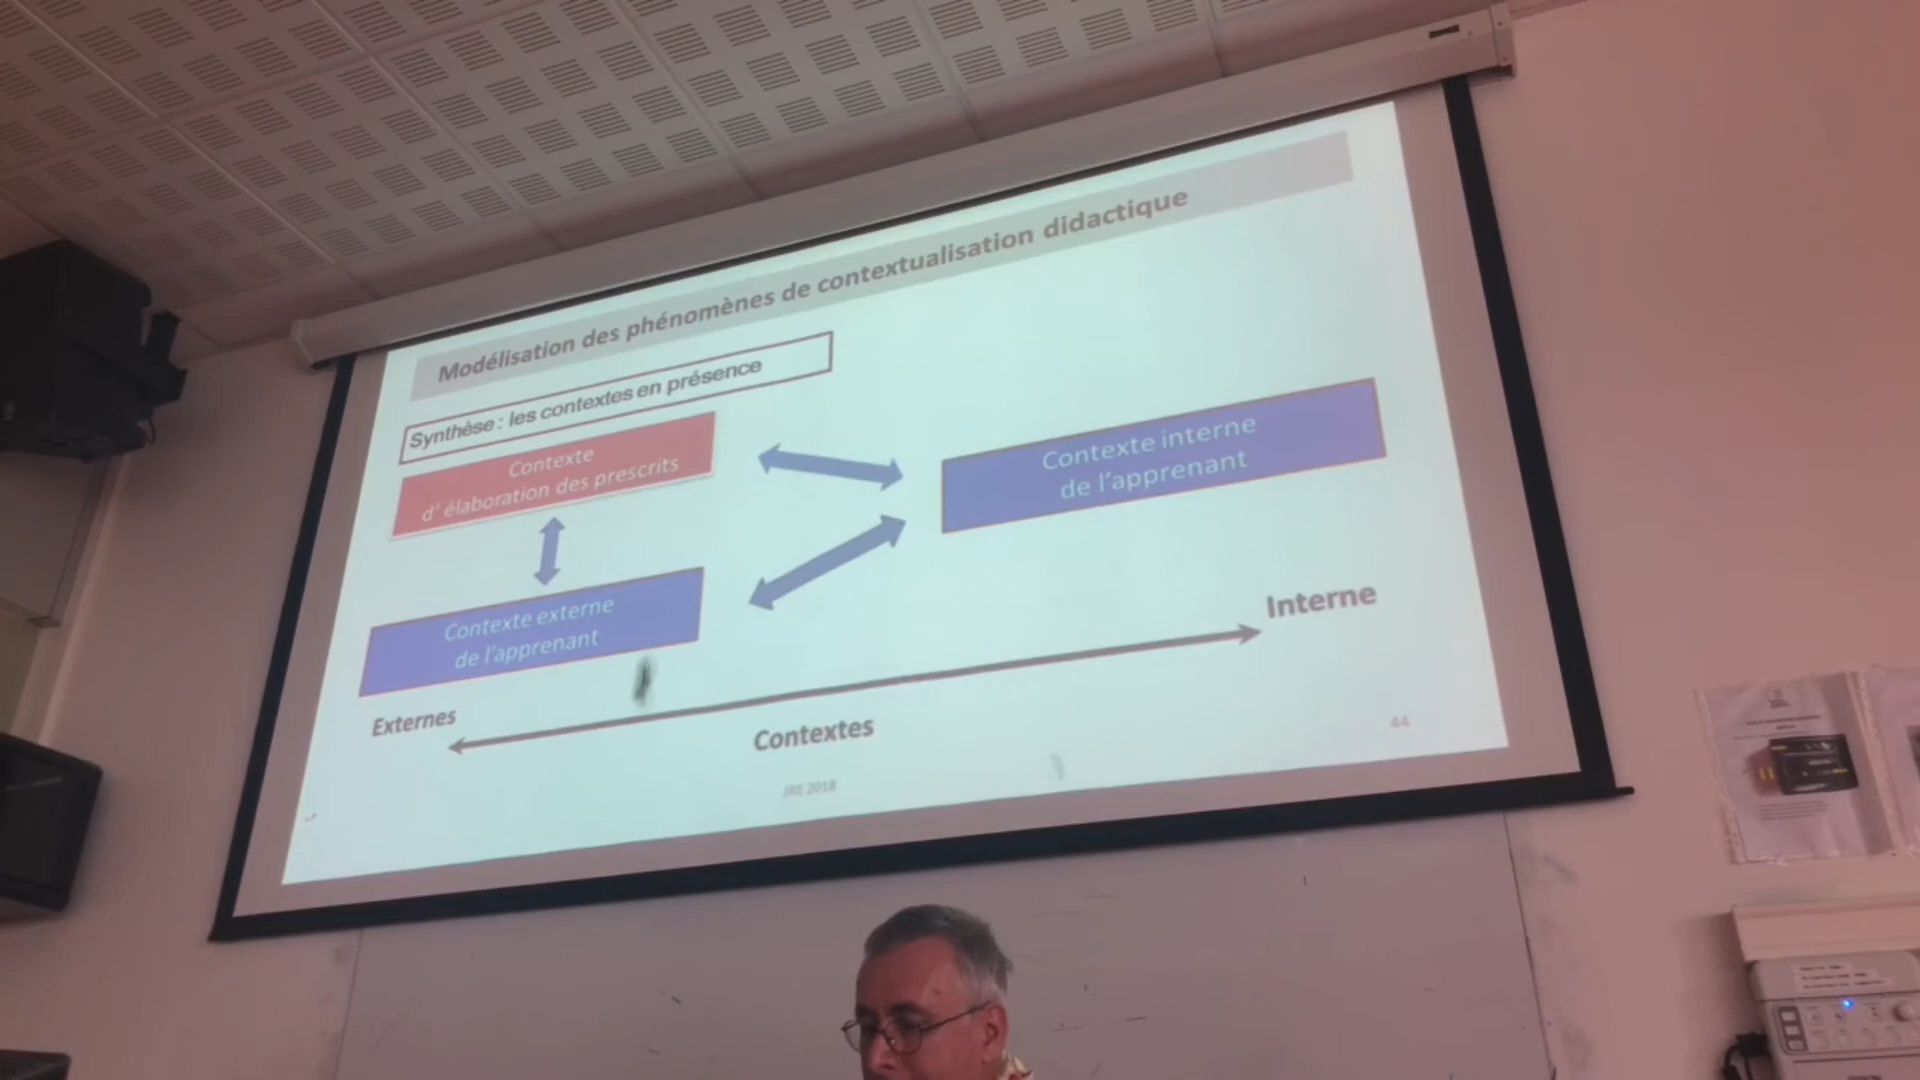 Modélisation des phénomènes de contextualisation didactique
Synthèse : les contextes en présence
Contexte
d' élaboration des prescrits
Contexte interne
de l'apprenant
Contexte externe
de l'apprenant
Interne
Externes
Contextes
44
JRE 2018